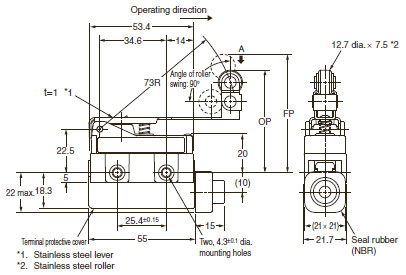 Operating direction
53.4
34.6
14
A
12.7 dia. × 7.5 *2
73R
Angle of roller
swing: 90°
t=1 *1
OP
FP
22.5
20
5
(10)
22 max.
18.3
25.4±0.15
15
(21 × 21)
Terminal protective cover
55
Two, 4.3±0.1 dia.
mounting holes
21.7
Seal rubber
(NBR)
*1. Stainless steel lever
*2. Stainless steel roller